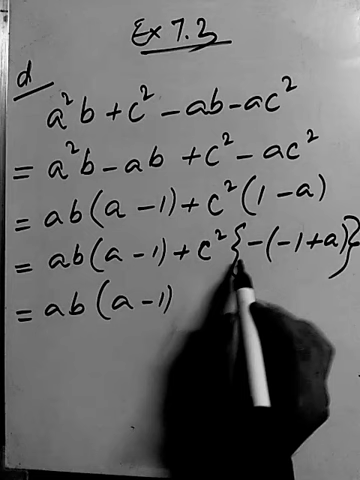 Ex 7.2
d
a²b + c² - ab - ac²
= a²b - ab + c² - ac²
= ab(a - 1) + c²(1 - a)
= ab(a - 1) + c²{-(-1 + a)}
= ab(a - 1)